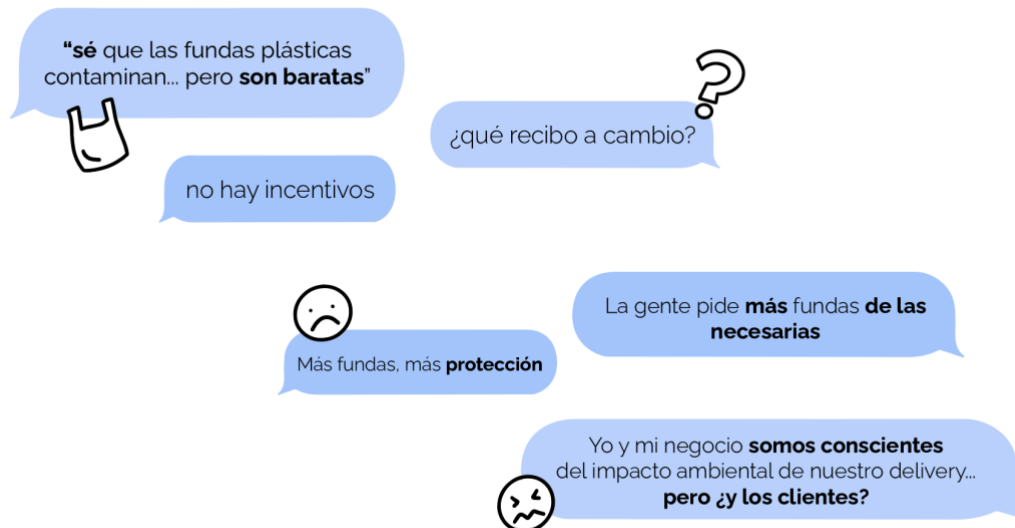 “sé que las fundas plásticas
contaminan... pero son baratas”
¿qué recibo a cambio?
no hay incentivos
La gente pide más fundas de las
necesarias
Más fundas, más protección
Yo y mi negocio somos conscientes
del impacto ambiental de nuestro delivery...
pero ¿y los clientes?